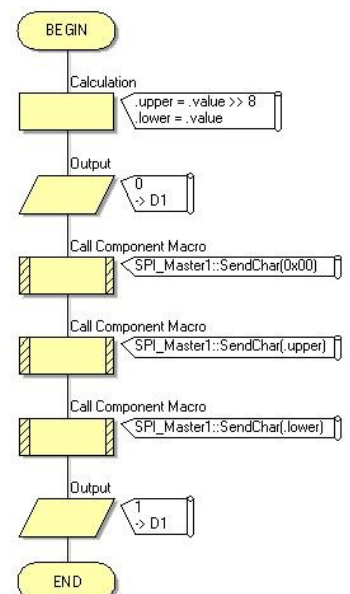 BEGIN
Calculation
.upper = .value >> 8
.lower = .value
Output
0
-> D1
Call Component Macro
SPI_Master1::SendChar(0x00)
Call Component Macro
SPI_Master1::SendChar(.upper)
Call Component Macro
SPI_Master1::SendChar(.lower)
Output
1
-> D1
END